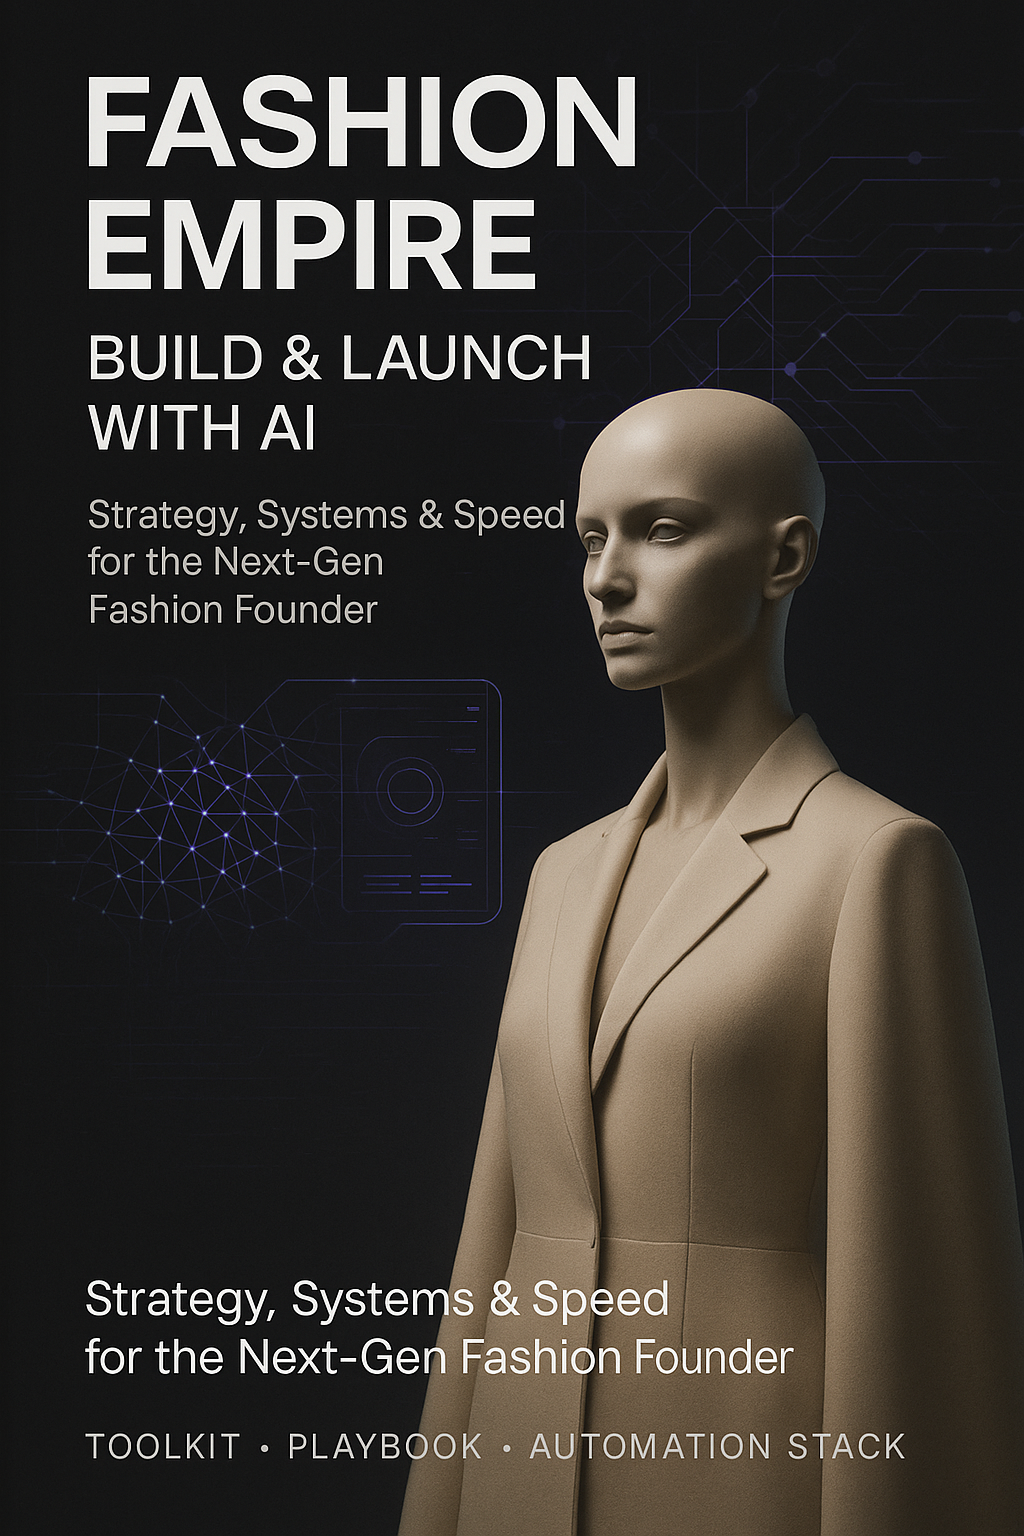 FASHION
EMPIRE
BUILD & LAUNCH
WITH AI
Strategy, Systems & Speed
for the Next-Gen
Fashion Founder
Strategy, Systems & Speed
for the Next-Gen Fashion Founder
TOOLKIT • PLAYBOOK • AUTOMATION STACK